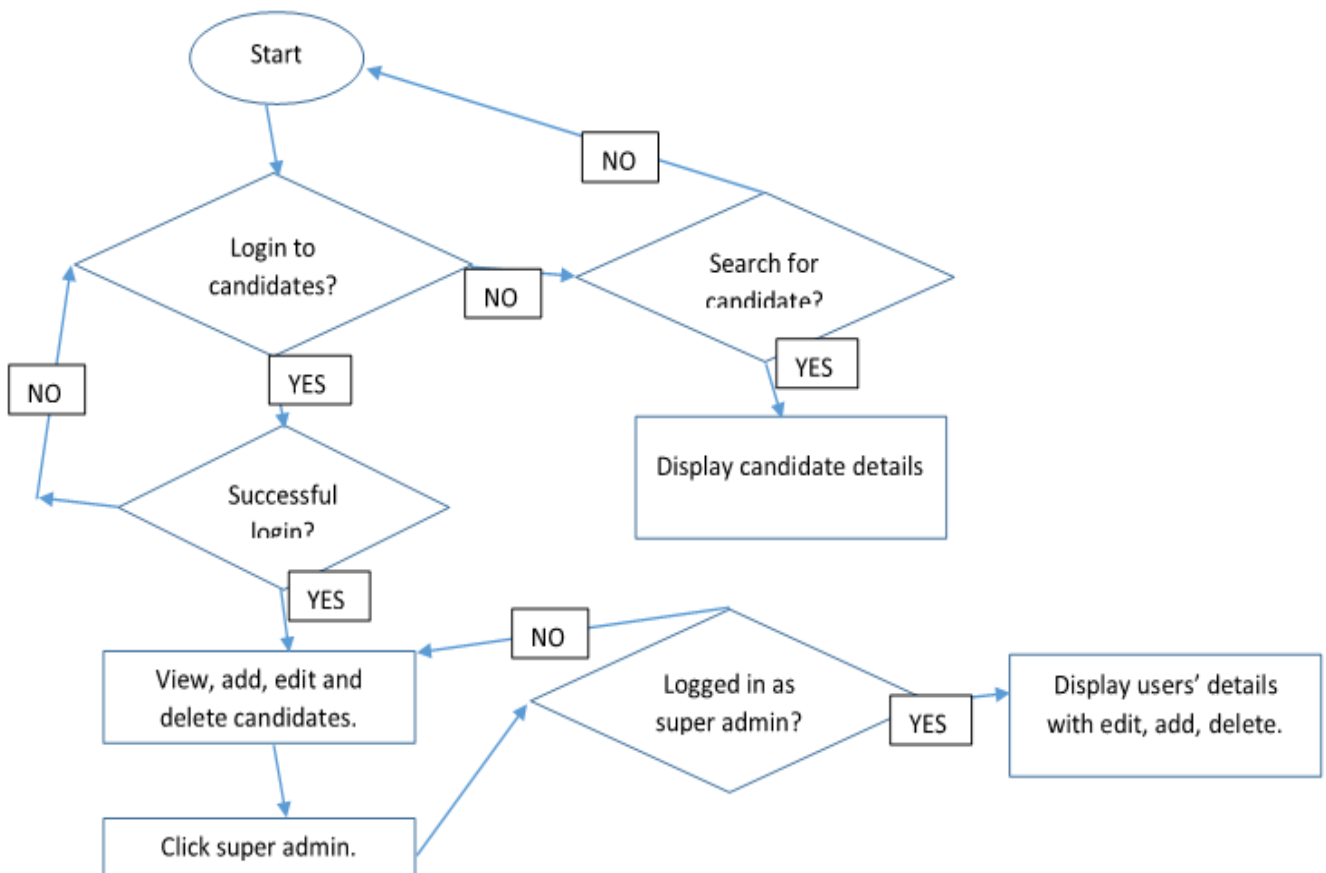 Start
NO
Login to
candidates?
Search for
candidate?
NO
YES
NO
YES
Display candidate details
Successful
login?
YES
NO
View, add, edit and
delete candidates.
Logged in as
super admin?
YES
Display users’ details
with edit, add, delete.
Click super admin.